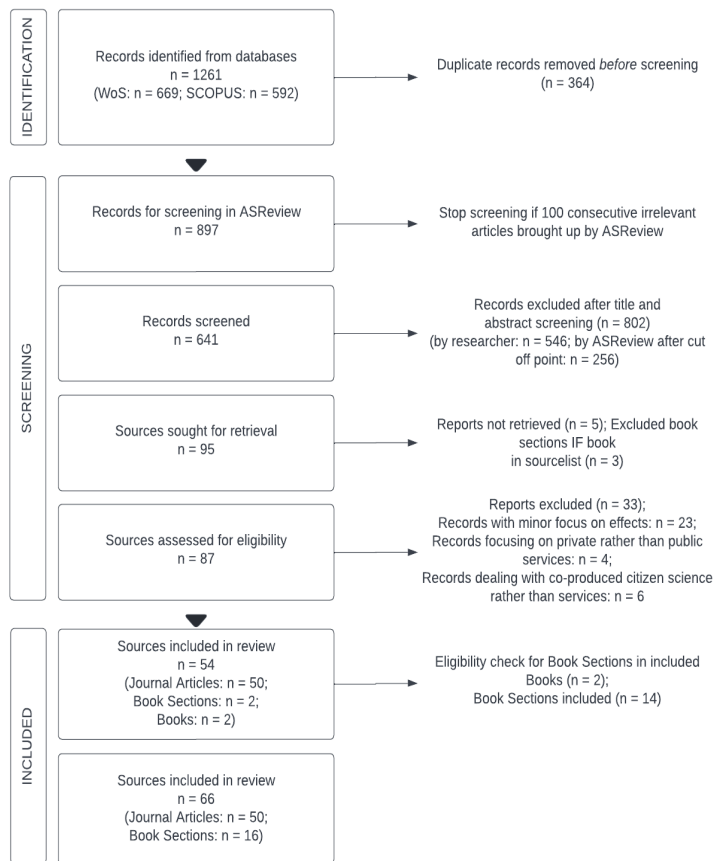 IDENTIFICATION
Records identified from databases
n = 1261
(WoS: n = 669; SCOPUS: n = 592)
Duplicate records removed before screening
(n = 364)
SCREENING
Records for screening in ASReview
n = 897
Stop screening if 100 consecutive irrelevant
articles brought up by ASReview
Records screened
n = 641
Records excluded after title and
abstract screening (n = 802)
(by researcher: n = 546; by ASReview after cut
off point: n = 256)
Sources sought for retrieval
n = 95
Reports not retrieved (n = 5); Excluded book
sections IF book
in sourcelist (n = 3)
Sources assessed for eligibility
n = 87
Reports excluded (n = 33);
Records with minor focus on effects: n = 23;
Records focusing on private rather than public
services: n = 4;
Records dealing with co-produced citizen science
rather than services: n = 6
INCLUDED
Sources included in review
n = 54
(Journal Articles: n = 50;
Book Sections: n = 2;
Books: n = 2)
Eligibility check for Book Sections in included
Books (n = 2);
Book Sections included (n = 14)
Sources included in review
n = 66
(Journal Articles: n = 50;
Book Sections: n = 16)